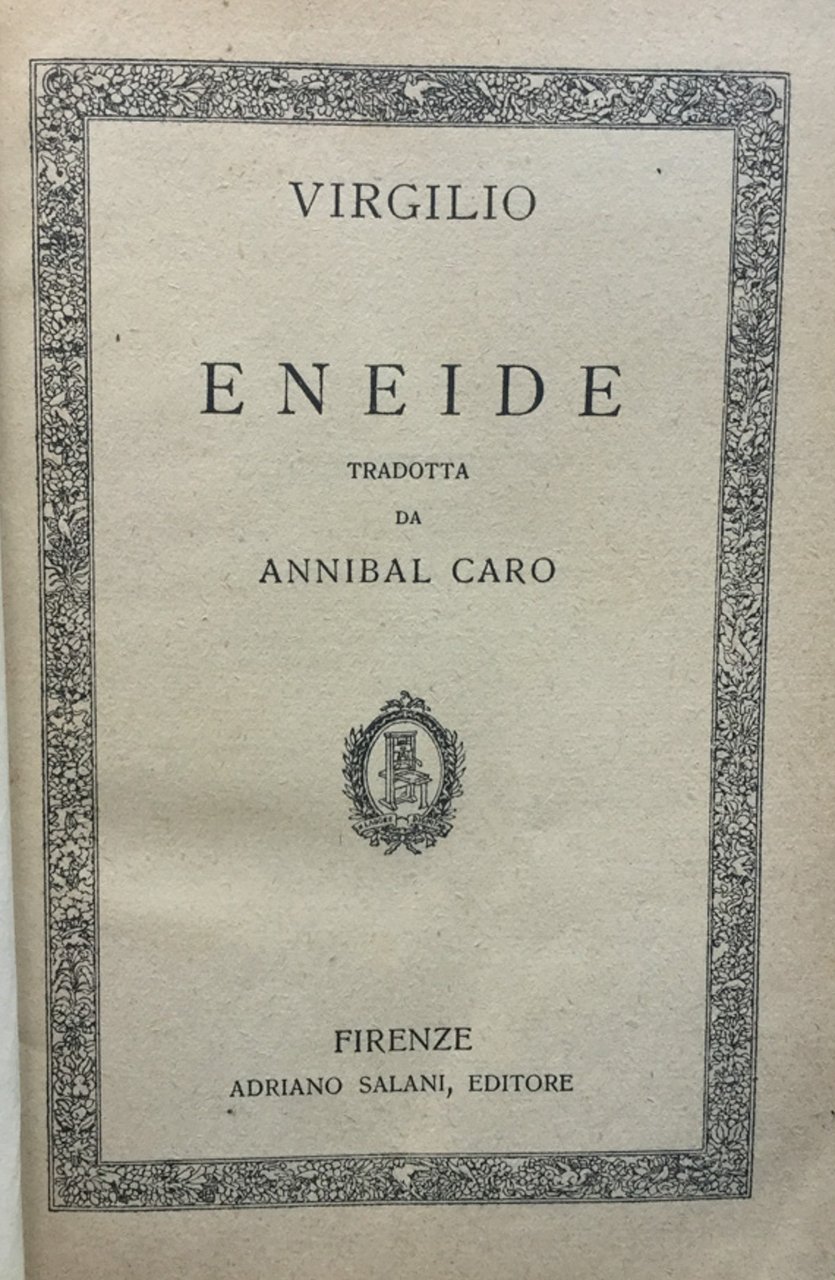 VIRGILIO
ENEIDE
TRADOTTA
DA
ANNIBAL CARO
FIRENZE
ADRIANO SALANI, EDITORE